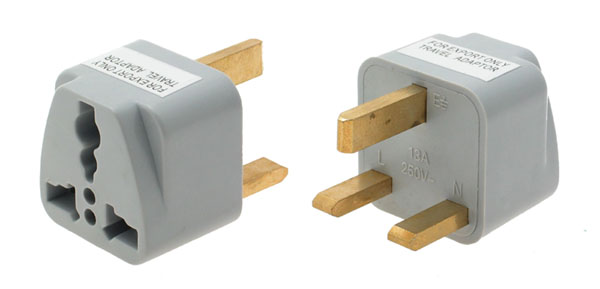 FOR EXPORT ONLY
TRAVEL ADAPTOR
FOR EXPORT ONLY
TRAVEL ADAPTOR
E
L
13A
250V~
N